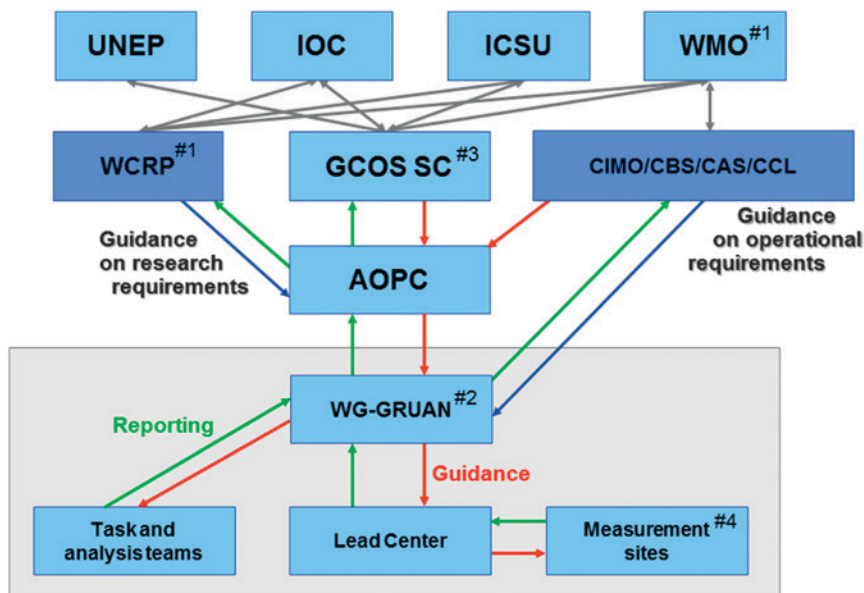 UNEP
IOC
ICSU
WMO #1
WCRP #1
GCOS SC #3
CIMO/CBS/CAS/CCL
Guidance
on research
requirements
Guidance
on operational
requirements
AOPC
WG-GRUAN #2
Reporting
Guidance
Task and
analysis teams
Lead Center
Measurement #4
sites